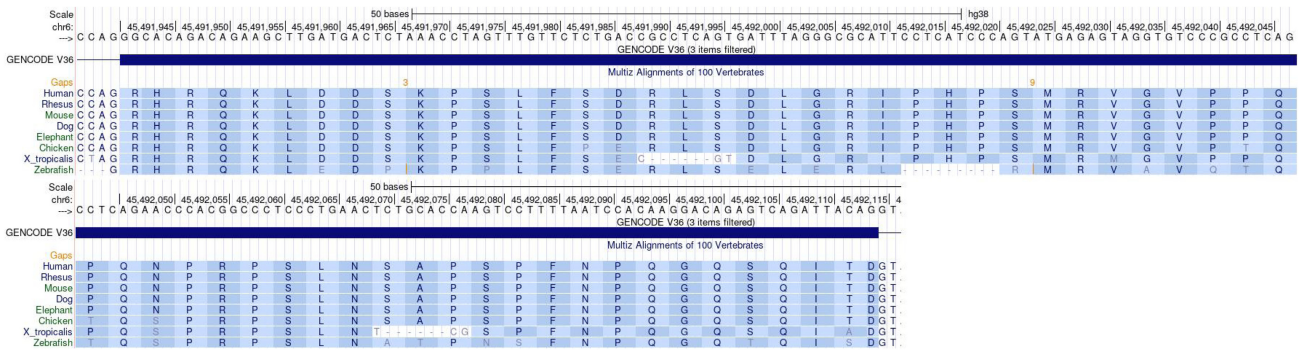 Scale 50 bases hg38
chr6: 45,491,945 45,491,950 45,491,955 45,491,960 45,491,965 45,491,970 45,491,975 45,491,980 45,491,985 45,491,990 45,491,995 45,492,000 45,492,005 45,492,010 45,492,015 45,492,020 45,492,025 45,492,030 45,492,035 45,492,040 45,492,045
---> C C A G G G C A C A G A C A G A A G C T T G A T G A C T C T A A A C C T A G T T T G T T C T C T G A C C G C C T C A G T G A T T T A G G G C G C A T T C C T C A T C C C A G T A T G A G A G T A G G T G T C C C G C C T C A G
GENCODE V36 (3 items filtered)
GENCODE V36
Multiz Alignments of 100 Vertebrates
Gaps 3 9
Human C C A G R H R Q K L D D S K P S L F S D R L S D L G R I P H P S M R V G V P P Q
Rhesus C C A G R H R Q K L D D S K P S L F S D R L S D L G R I P H P S M R V G V P P Q
Mouse C C A G R H R Q K L D D S K P S L F S D R L S D L G R I P H P S M R V G V P P Q
Dog C C A G R H R Q K L D D S K P S L F S D R L S D L G R I P H P S M R V G V P P Q
Elephant C C A G R H R Q K L D D S K P S L F S D R L S D L G R I P H P S M R V G V P P Q
Chicken C C A G R H R Q K L D D S K P S L F P E R L S D L G R I P H P S M R V G V P T Q
X_tropicalis C T A G R H R Q K L D D S K P S L F S E C - - - - - - G T D L G R I P H P S M R M G V P P Q
Zebrafish - - - G R H R Q K L E D P K P P L F S E R L S E L E R L - - - - - - - - - R M R V A V Q T Q
Scale 50 bases
chr6: 45,492,050 45,492,055 45,492,060 45,492,065 45,492,070 45,492,075 45,492,080 45,492,085 45,492,090 45,492,095 45,492,100 45,492,105 45,492,110 45,492,115 4
---> C C T C A G A A C C C A C G G C C C T C C C T G A A C T C T G C A C C A A G T C C T T T T A A T C C A C A A G G A C A G A G T C A G A T T A C A G G T .
GENCODE V36 (3 items filtered)
GENCODE V36
Multiz Alignments of 100 Vertebrates
Gaps
Human P Q N P R P S L N S A P S P F N P Q G Q S Q I T D G T .
Rhesus P Q N P R P S L N S A P S P F N P Q G Q S Q I T D G T .
Mouse P Q N P R P S L N S A P S P F N P Q G Q S Q I T D G T .
Dog P Q N P R P S L N S A P S P F N P Q G Q S Q I T D G T .
Elephant P Q N P R P S L N S A P S P F N P Q G Q S Q I T D G T .
Chicken T Q S P R P S L N S A P S P F N P Q G Q S Q I T D G T .
X_tropicalis P Q S P R P S L N T - - - - - - C G S P F N P Q G Q S Q I A D G T .
Zebrafish T Q S P R P S L N A T P N S F N P Q G Q T Q I S D G T .